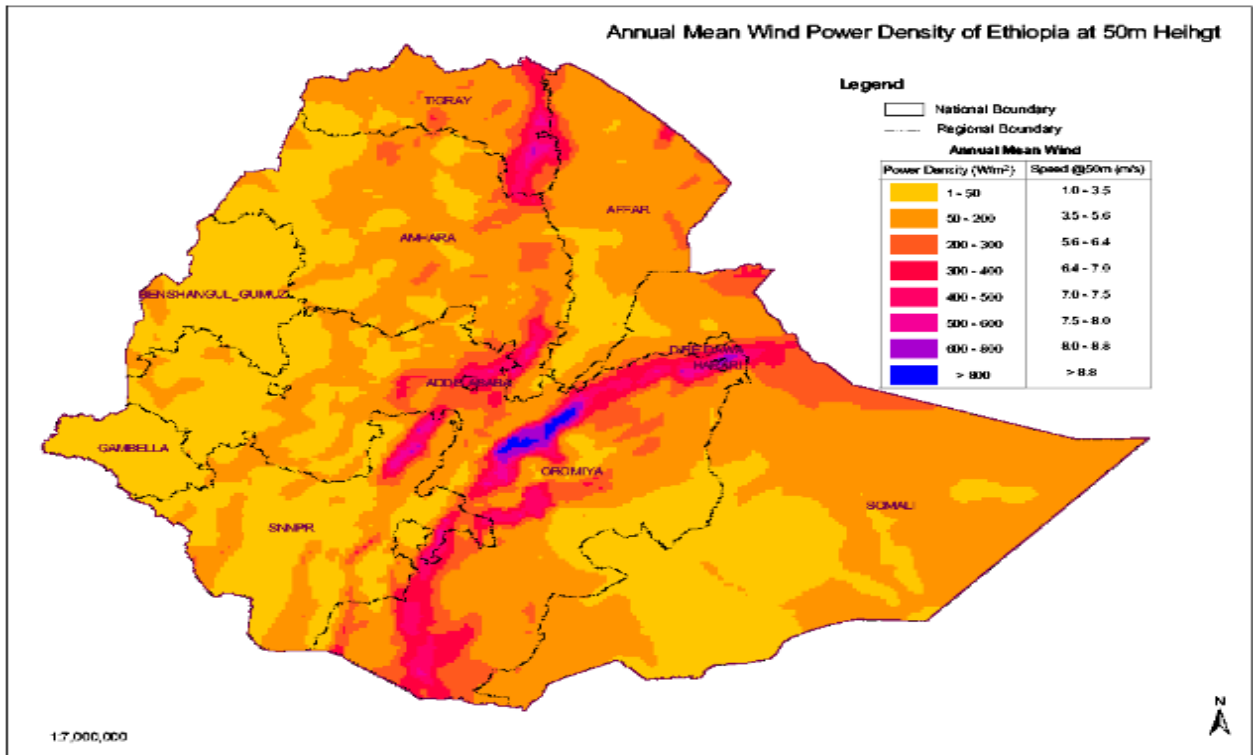 Annual Mean Wind Power Density of Ethiopia at 50m Heihgt
Legend
National Boundary
Regional Boundary
Annual Mean Wind
Power Density (W/m²) Speed @50m (m/s)
1 - 50 1.0 - 3.5
50 - 200 3.5 - 5.6
200 - 300 5.6 - 6.4
300 - 400 6.4 - 7.0
400 - 500 7.0 - 7.5
500 - 600 7.5 - 8.0
600 - 800 8.0 - 8.8
> 800 > 8.8
TIGRAY
AFFAR
AMHARA
BENSHANGUL_GUMUZ
DIRE DAWA
HARARI
ADDIS ABABA
GAMBELLA
OROMIYA
SOMALI
SNNPR
N
1:7,000,000